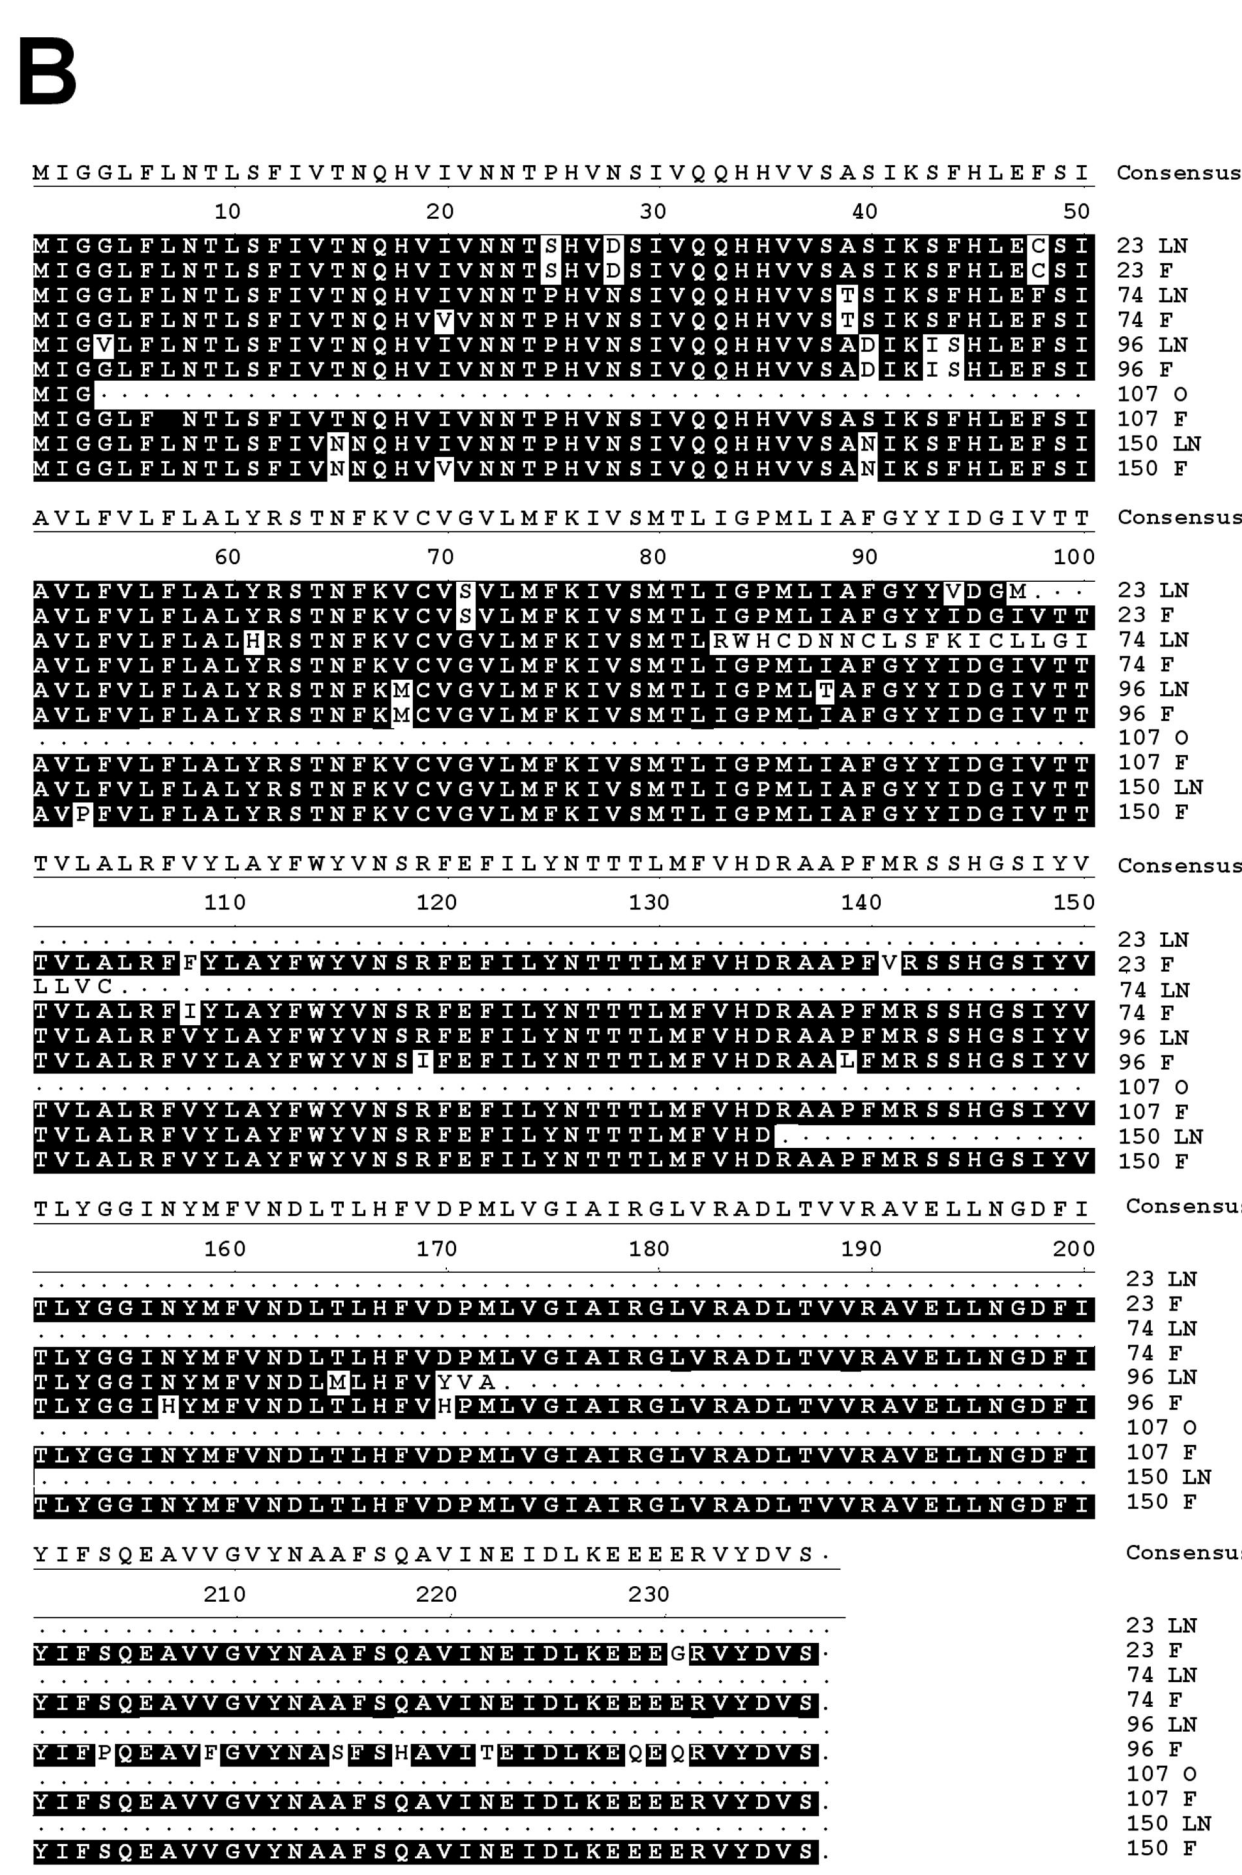 B
MIGGLFLNTLSFIVTNQHVIVNNTPHVNSIVQQHHVVSASIKSFHLEFSI Consensus
10 20 30 40 50
MIGGLFLNTLSFIVTNQHVIVNNTSHVDSIVQQHHVVSASIKSFHLECSI 23 LN
MIGGLFLNTLSFIVTNQHVIVNNTSHVDSIVQQHHVVSASIKSFHLECSI 23 F
MIGGLFLNTLSFIVTNQHVIVNNTPHVNSIVQQHHVVSTSIKSFHLEFSI 74 LN
MIGGLFLNTLSFIVTNQHVVVNNTPHVNSIVQQHHVVSTSIKSFHLEFSI 74 F
MIGVLFLNTLSFIVTNQHVIVNNTPHVNSIVQQHHVVSADIKISHLEFSI 96 LN
MIGGLFLNTLSFIVTNQHVIVNNTPHVNSIVQQHHVVSADIKISHLEFSI 96 F
MIG............................................... 107 O
MIGGLF NTLSFIVTNQHVIVNNTPHVNSIVQQHHVVSASIKSFHLEFSI 107 F
MIGGLFLNTLSFIVNNQHVIVNNTPHVNSIVQQHHVVSANIKSFHLEFSI 150 LN
MIGGLFLNTLSFIVNNQHVVVNNTPHVNSIVQQHHVVSANIKSFHLEFSI 150 F
AVLFVLFLALYRSTNFKVCVGVLMFKIVSMTLIGPMLIAFGYYIDGIVTT Consensus
60 70 80 90 100
AVLFVLFLALYRSTNFKVCVSVLMFKIVSMTLIGPMLIAFGYYVDGM... 23 LN
AVLFVLFLALYRSTNFKVCVSVLMFKIVSMTLIGPMLIAFGYYIDGIVTT 23 F
AVLFVLFLALHRSTNFKVCVGVLMFKIVSMTLRWHCDNNCLSFKICLLGI 74 LN
AVLFVLFLALYRSTNFKVCVGVLMFKIVSMTLIGPMLIAFGYYIDGIVTT 74 F
AVLFVLFLALYRSTNFKMCVGVLMFKIVSMTLIGPMLTAFGYYIDGIVTT 96 LN
AVLFVLFLALYRSTNFKMCVGVLMFKIVSMTLIGPMLIAFGYYIDGIVTT 96 F
.................................................. 107 O
AVLFVLFLALYRSTNFKVCVGVLMFKIVSMTLIGPMLIAFGYYIDGIVTT 107 F
AVLFVLFLALYRSTNFKVCVGVLMFKIVSMTLIGPMLIAFGYYIDGIVTT 150 LN
AVPFVLFLALYRSTNFKVCVGVLMFKIVSMTLIGPMLIAFGYYIDGIVTT 150 F
TVLALRFVYLAYFWYVNSRFEFILYNTTTLMFVHDRAAPFMRSSHGSIYV Consensus
110 120 130 140 150
.................................................. 23 LN
TVLALRFFYLAYFWYVNSRFEFILYNTTTLMFVHDRAAPFVRSSHGSIYV 23 F
LLVC.............................................. 74 LN
TVLALRFIYLAYFWYVNSRFEFILYNTTTLMFVHDRAAPFMRSSHGSIYV 74 F
TVLALRFVYLAYFWYVNSRFEFILYNTTTLMFVHDRAAPFMRSSHGSIYV 96 LN
TVLALRFVYLAYFWYVNSIFEFILYNTTTLMFVHDRAALFMRSSHGSIYV 96 F
.................................................. 107 O
TVLALRFVYLAYFWYVNSRFEFILYNTTTLMFVHDRAAPFMRSSHGSIYV 107 F
TVLALRFVYLAYFWYVNSRFEFILYNTTTLMFVHD............... 150 LN
TVLALRFVYLAYFWYVNSRFEFILYNTTTLMFVHDRAAPFMRSSHGSIYV 150 F
TLYGGINYMFVNDLTLHFVDPMLVGIAIRGLVRADLTVVRAVELLNGDFI Consensus
160 170 180 190 200
.................................................. 23 LN
TLYGGINYMFVNDLTLHFVDPMLVGIAIRGLVRADLTVVRAVELLNGDFI 23 F
.................................................. 74 LN
TLYGGINYMFVNDLTLHFVDPMLVGIAIRGLVRADLTVVRAVELLNGDFI 74 F
TLYGGINYMFVNDLMLHFVYVA............................ 96 LN
TLYGGIHYMFVNDLTLHFVHPMLVGIAIRGLVRADLTVVRAVELLNGDFI 96 F
.................................................. 107 O
TLYGGINYMFVNDLTLHFVDPMLVGIAIRGLVRADLTVVRAVELLNGDFI 107 F
.................................................. 150 LN
TLYGGINYMFVNDLTLHFVDPMLVGIAIRGLVRADLTVVRAVELLNGDFI 150 F
YIFSQEAVVGVYNAAFSQAVINEIDLKEEEERVYDVS. Consensus
210 220 230
...................................... 23 LN
YIFSQEAVVGVYNAAFSQAVINEIDLKEEEGRVYDVS. 23 F
...................................... 74 LN
YIFSQEAVVGVYNAAFSQAVINEIDLKEEEERVYDVS. 74 F
...................................... 96 LN
YIFPQEAVFGVYNASFSHAVITEIDLKEQEQRVYDVS. 96 F
...................................... 107 O
YIFSQEAVVGVYNAAFSQAVINEIDLKEEEERVYDVS. 107 F
...................................... 150 LN
YIFSQEAVVGVYNAAFSQAVINEIDLKEEEERVYDVS. 150 F